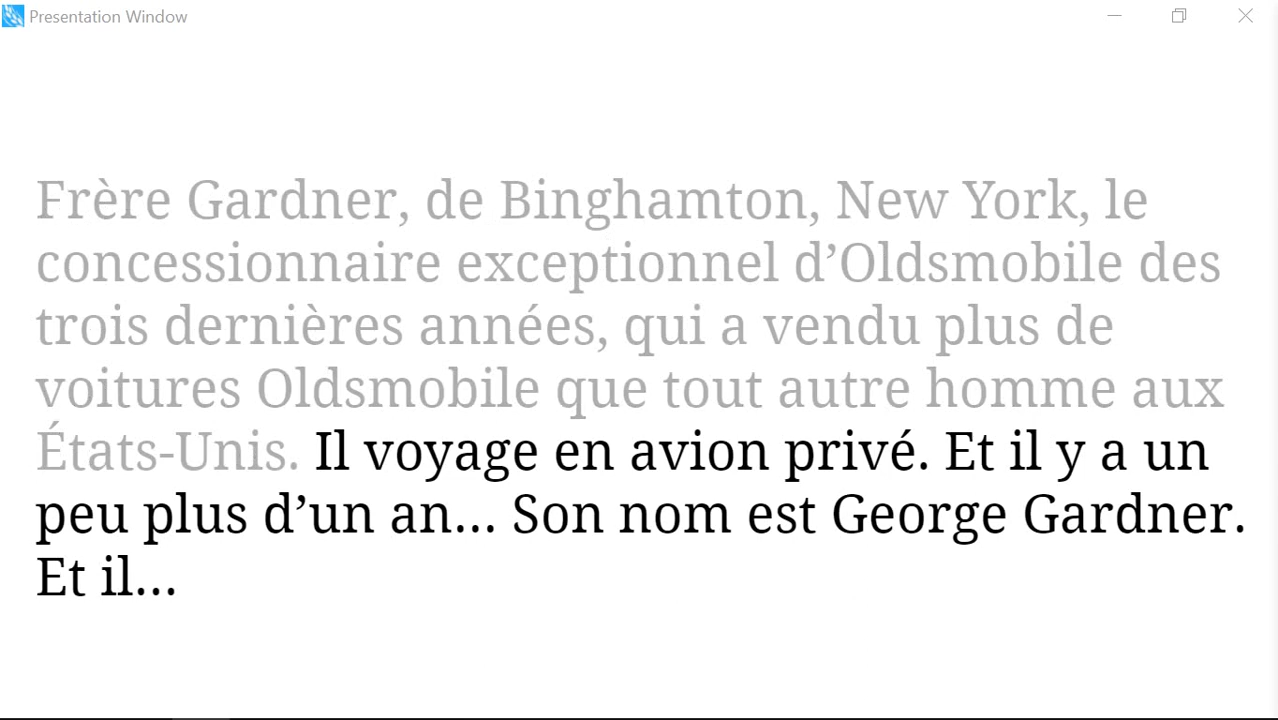 Presentation Window
Frère Gardner, de Binghamton, New York, le
concessionnaire exceptionnel d’Oldsmobile des
trois dernières années, qui a vendu plus de
voitures Oldsmobile que tout autre homme aux
États-Unis. Il voyage en avion privé. Et il y a un
peu plus d’un an… Son nom est George Gardner.
Et il…